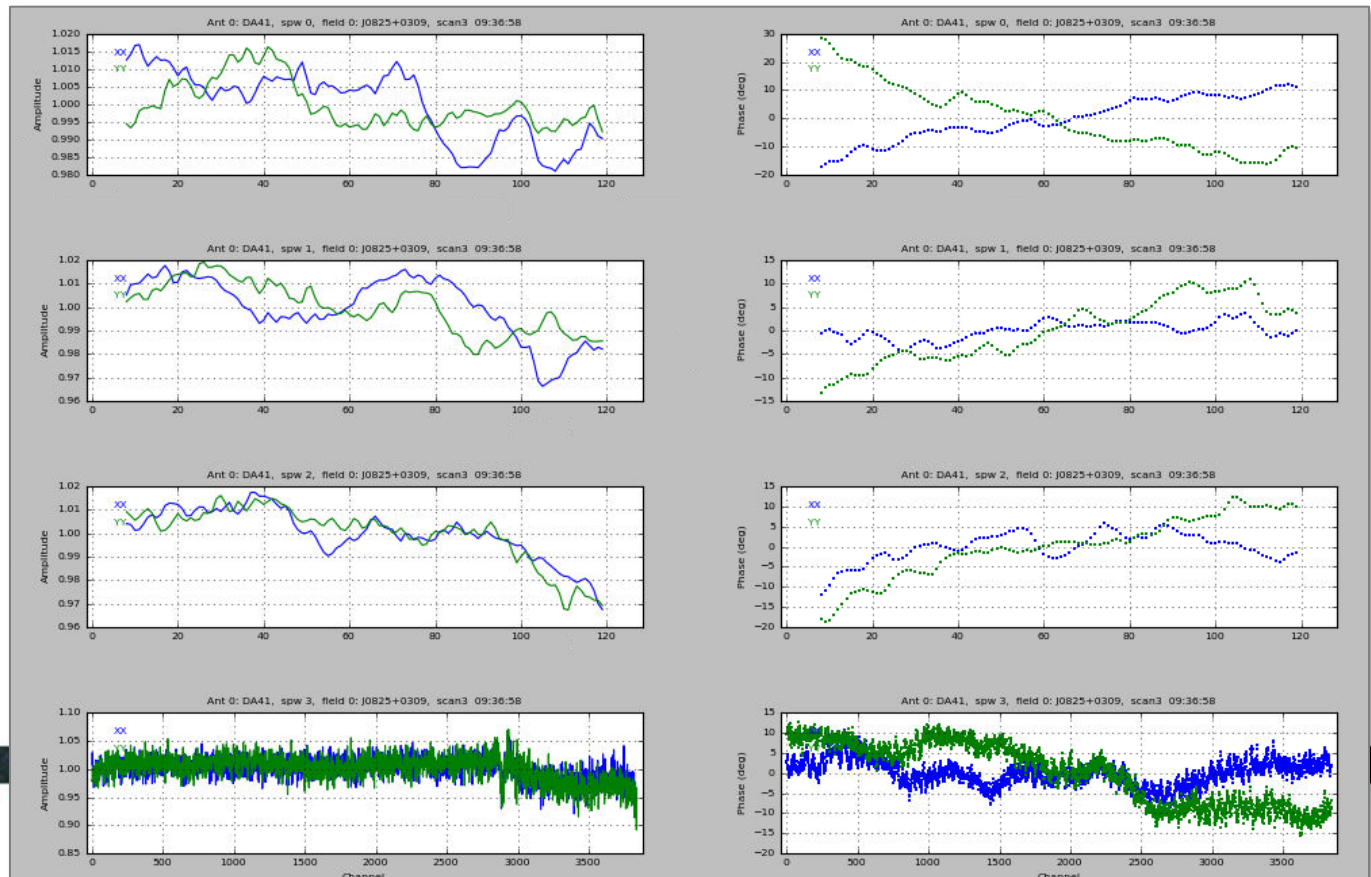 Ant 0: DA41, spw 0, field 0: J0825+0309, scan3 09:36:58
Amplitude
1.020
1.015
1.010
1.005
1.000
0.995
0.990
0.985
0.980
XX
YY
0 20 40 60 80 100 120
Ant 0: DA41, spw 0, field 0: J0825+0309, scan3 09:36:58
Phase (deg)
30
20
10
0
−10
−20
XX
YY
0 20 40 60 80 100 120
Ant 0: DA41, spw 1, field 0: J0825+0309, scan3 09:36:58
Amplitude
1.02
1.01
1.00
0.99
0.98
0.97
0.96
XX
YY
0 20 40 60 80 100 120
Ant 0: DA41, spw 1, field 0: J0825+0309, scan3 09:36:58
Phase (deg)
15
10
5
0
−5
−10
−15
XX
YY
0 20 40 60 80 100 120
Ant 0: DA41, spw 2, field 0: J0825+0309, scan3 09:36:58
Amplitude
1.02
1.01
1.00
0.99
0.98
0.97
0.96
XX
YY
0 20 40 60 80 100 120
Ant 0: DA41, spw 2, field 0: J0825+0309, scan3 09:36:58
Phase (deg)
15
10
5
0
−5
−10
−15
−20
XX
YY
0 20 40 60 80 100 120
Ant 0: DA41, spw 3, field 0: J0825+0309, scan3 09:36:58
Amplitude
1.10
1.05
1.00
0.95
0.90
0.85
XX
0 500 1000 1500 2000 2500 3000 3500
Channel
Ant 0: DA41, spw 3, field 0: J0825+0309, scan3 09:36:58
Phase (deg)
15
10
5
0
−5
−10
−15
−20
0 500 1000 1500 2000 2500 3000 3500
Channel